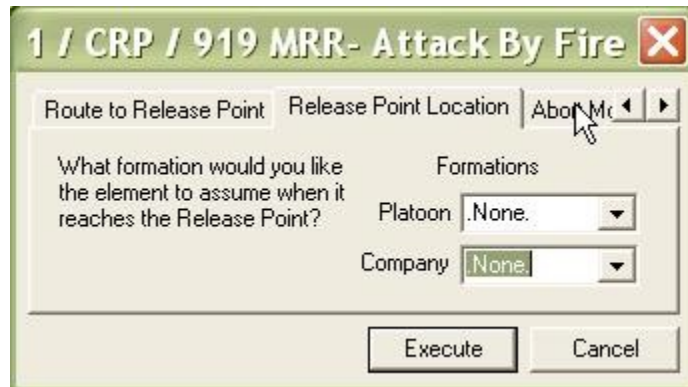 1 / CRP / 919 MRR- Attack By Fire
Route to Release Point
Release Point Location
What formation would you like
the element to assume when it
reaches the Release Point?
Formations
Platoon .None.
Company .None.
Execute
Cancel